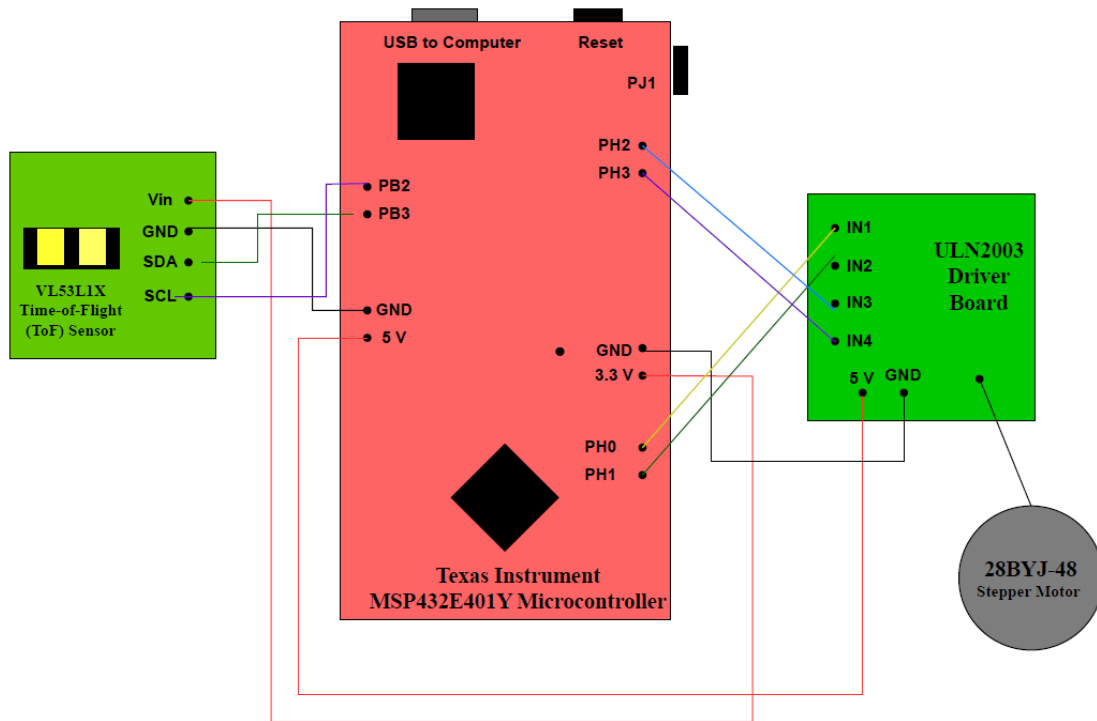 USB to Computer
Reset
PJ1
PH2
PH3
PB2
PB3
GND
5 V
GND
3.3 V
PH0
PH1
Texas Instrument
MSP432E401Y Microcontroller
Vin
GND
SDA
SCL
VL53L1X
Time-of-Flight
(ToF) Sensor
IN1
IN2
IN3
IN4
ULN2003
Driver
Board
5 V
GND
28BYJ-48
Stepper Motor